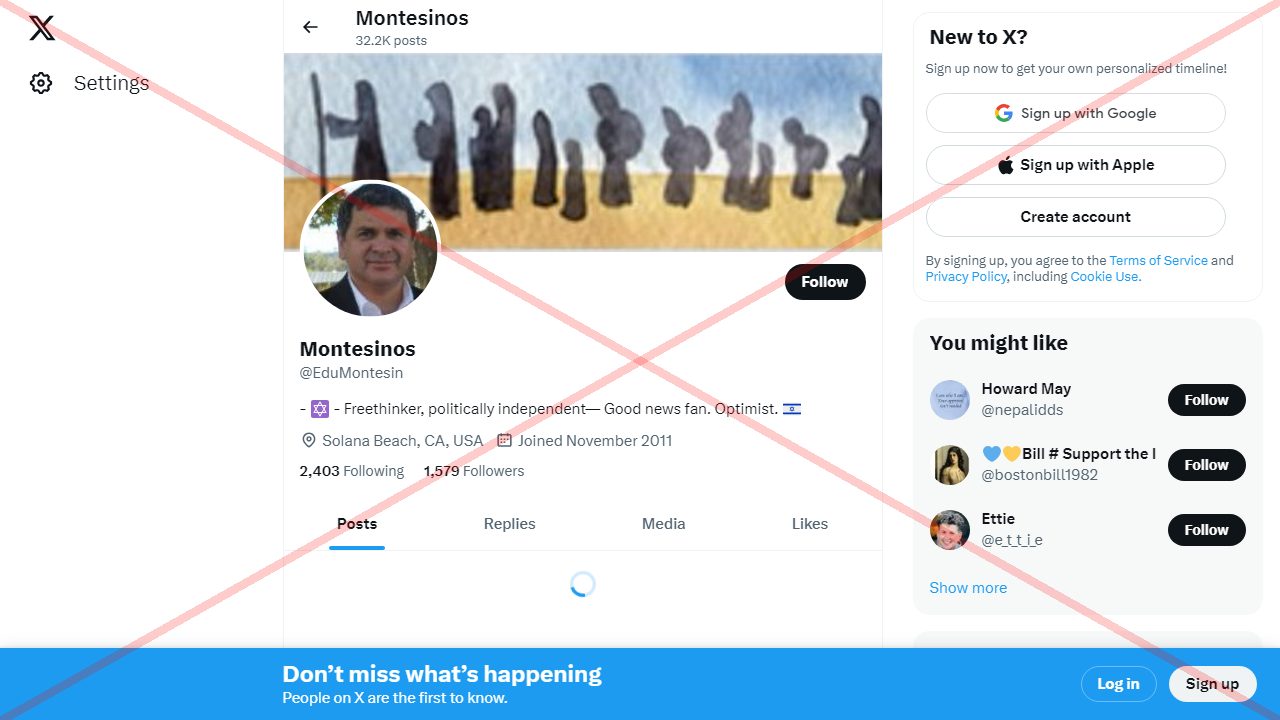 Settings
Montesinos
32.2K posts
Follow
Montesinos
@EduMontesin
- ✡ - Freethinker, politically independent— Good news fan. Optimist. 🇮🇱
Solana Beach, CA, USA Joined November 2011
2,403 Following 1,579 Followers
Posts Replies Media Likes
New to X?
Sign up now to get your own personalized timeline!
Sign up with Google
Sign up with Apple
Create account
By signing up, you agree to the Terms of Service and
Privacy Policy, including Cookie Use.
You might like
Howard May
@nepalidds
Follow
💙💛Bill # Support the
@bostonbill1982
Follow
Ettie
@e_t_t_i_e
Follow
Show more
Don’t miss what’s happening
People on X are the first to know.
Log in
Sign up